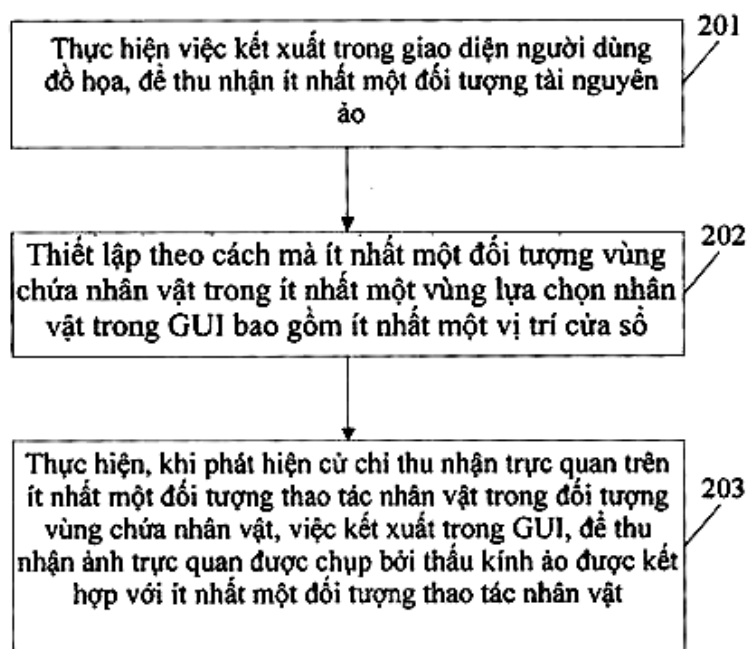 201
Thực hiện việc kết xuất trong giao diện người dùng
đồ họa, để thu nhận ít nhất một đối tượng tài nguyên
ảo
Thiết lập theo cách mà ít nhất một đối tượng vùng
chứa nhân vật trong ít nhất một vùng lựa chọn nhân
vật trong GUI bao gồm ít nhất một vị trí cửa sổ
202
Thực hiện, khi phát hiện cử chỉ thu nhận trực quan trên
ít nhất một đối tượng thao tác nhân vật trong đối tượng
vùng chứa nhân vật, việc kết xuất trong GUI, để thu
nhận ảnh trực quan được chụp bởi thấu kính ảo được kết
hợp với ít nhất một đối tượng thao tác nhân vật
203